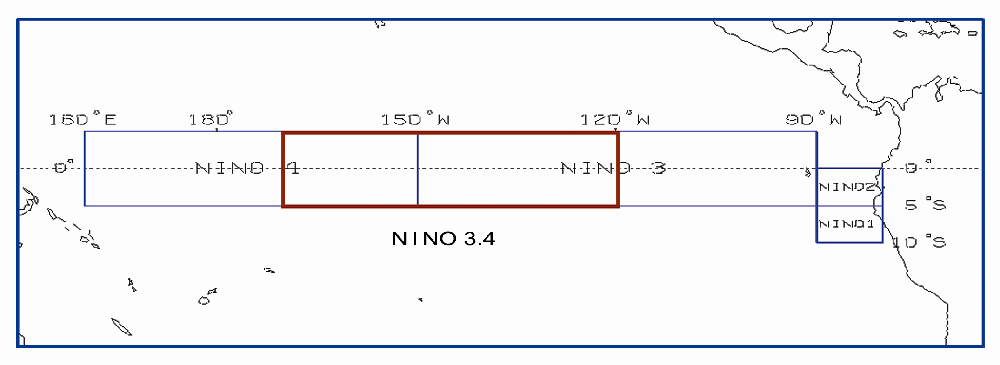 160°E 180° 150°W 120°W 90°W
0° NINO 4 NINO 3 0°
NINO2
5°S
NINO1
10°S
NINO 3.4